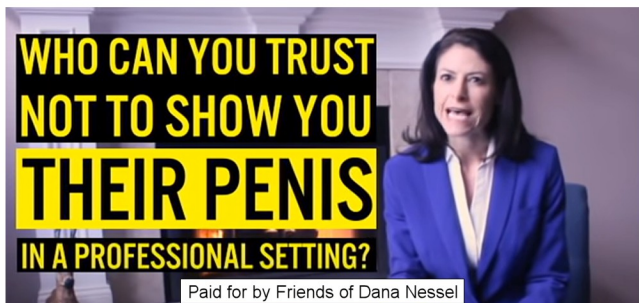 WHO CAN YOU TRUST
NOT TO SHOW YOU
THEIR PENIS
IN A PROFESSIONAL SETTING?
Paid for by Friends of Dana Nessel